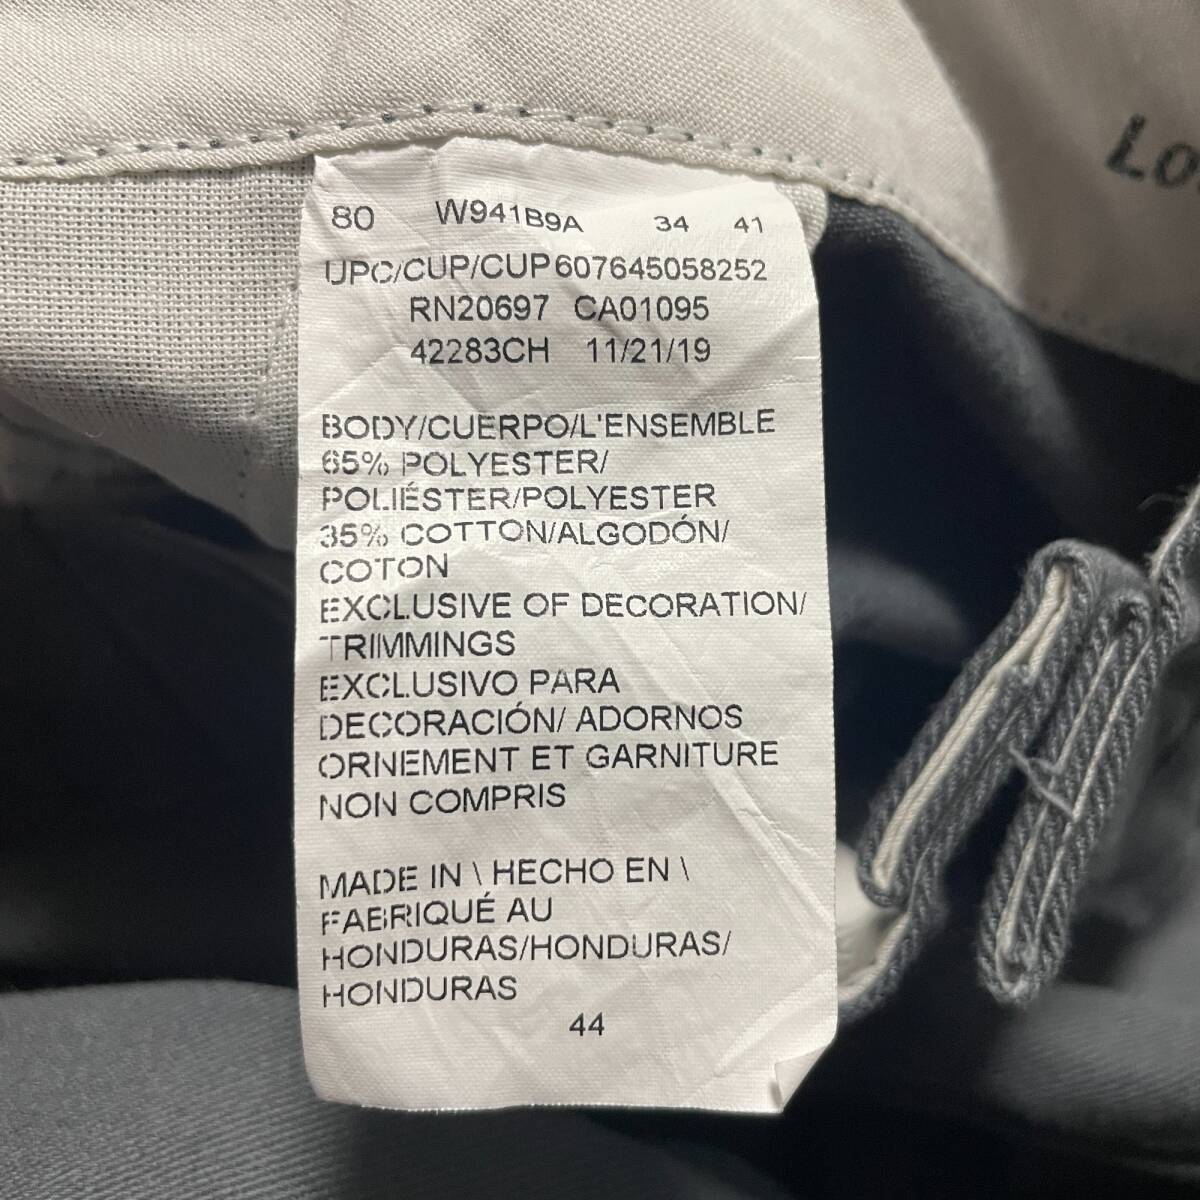 80 W941B9A 34 41
UPC/CUP/CUP607645058252
RN20697 CA01095
42283CH 11/21/19
BODY/CUERPO/L'ENSEMBLE
65% POLYESTER/
POLIÉSTER/POLYESTER
35% COTTON/ALGODÓN/
COTON
EXCLUSIVE OF DECORATION/
TRIMMINGS
EXCLUSIVO PARA
DECORACIÓN/ ADORNOS
ORNEMENT ET GARNITURE
NON COMPRIS
MADE IN \ HECHO EN \
FABRIQUÉ AU
HONDURAS/HONDURAS/
HONDURAS
44